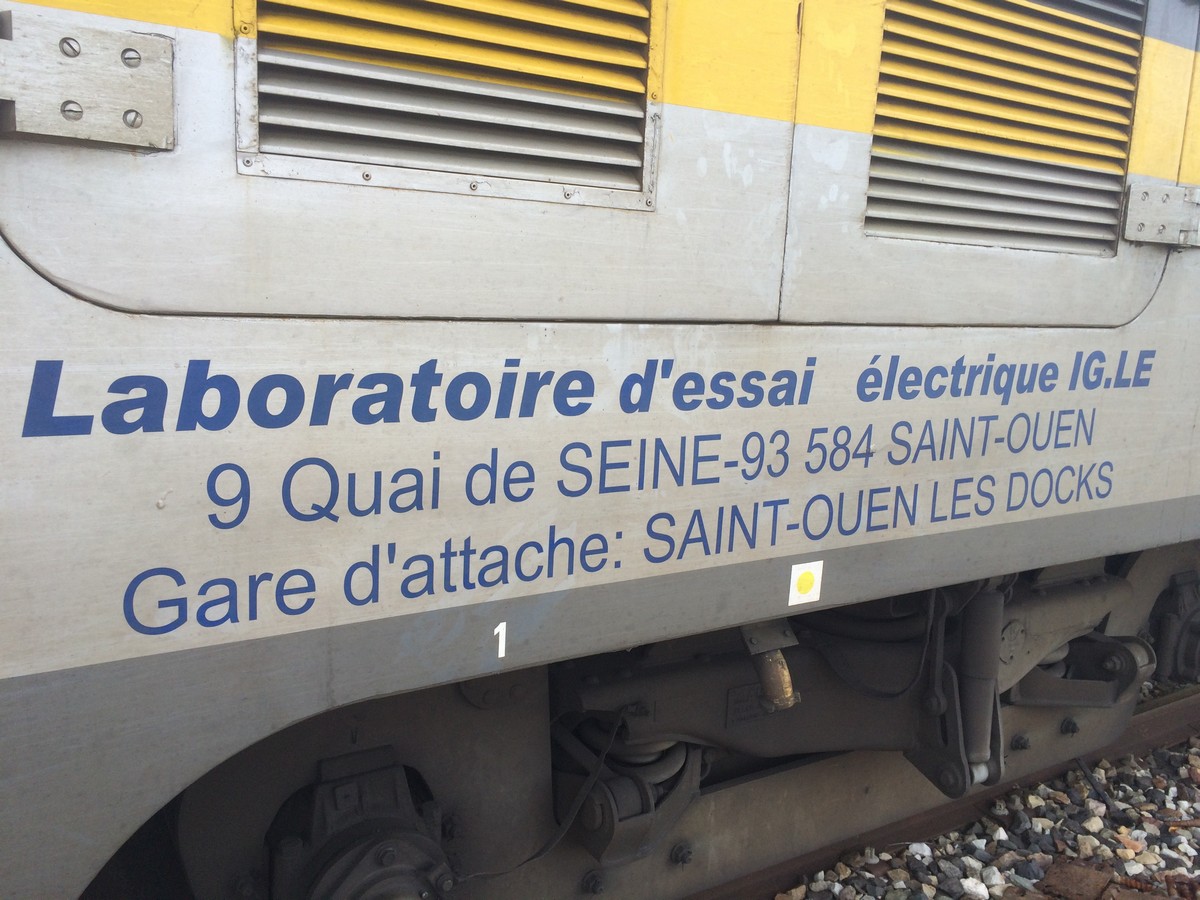 Laboratoire d'essai électrique IG.LE
9 Quai de SEINE-93 584 SAINT-OUEN
Gare d'attache: SAINT-OUEN LES DOCKS
1